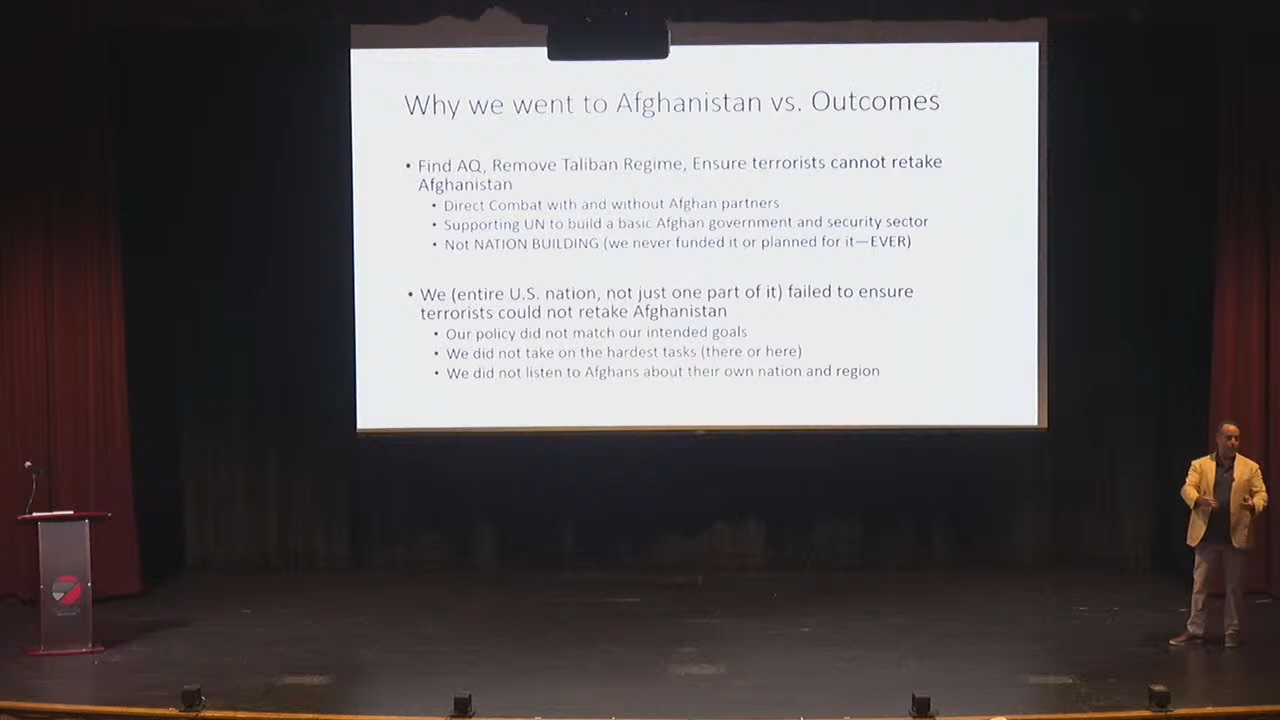 Why we went to Afghanistan vs. Outcomes
• Find AQ, Remove Taliban Regime, Ensure terrorists cannot retake
Afghanistan
• Direct Combat with and without Afghan partners
• Supporting UN to build a basic Afghan government and security sector
• Not NATION BUILDING (we never funded it or planned for it—EVER)
• We (entire U.S. nation, not just one part of it) failed to ensure
terrorists could not retake Afghanistan
• Our policy did not match our intended goals
• We did not take on the hardest tasks (there or here)
• We did not listen to Afghans about their own nation and region